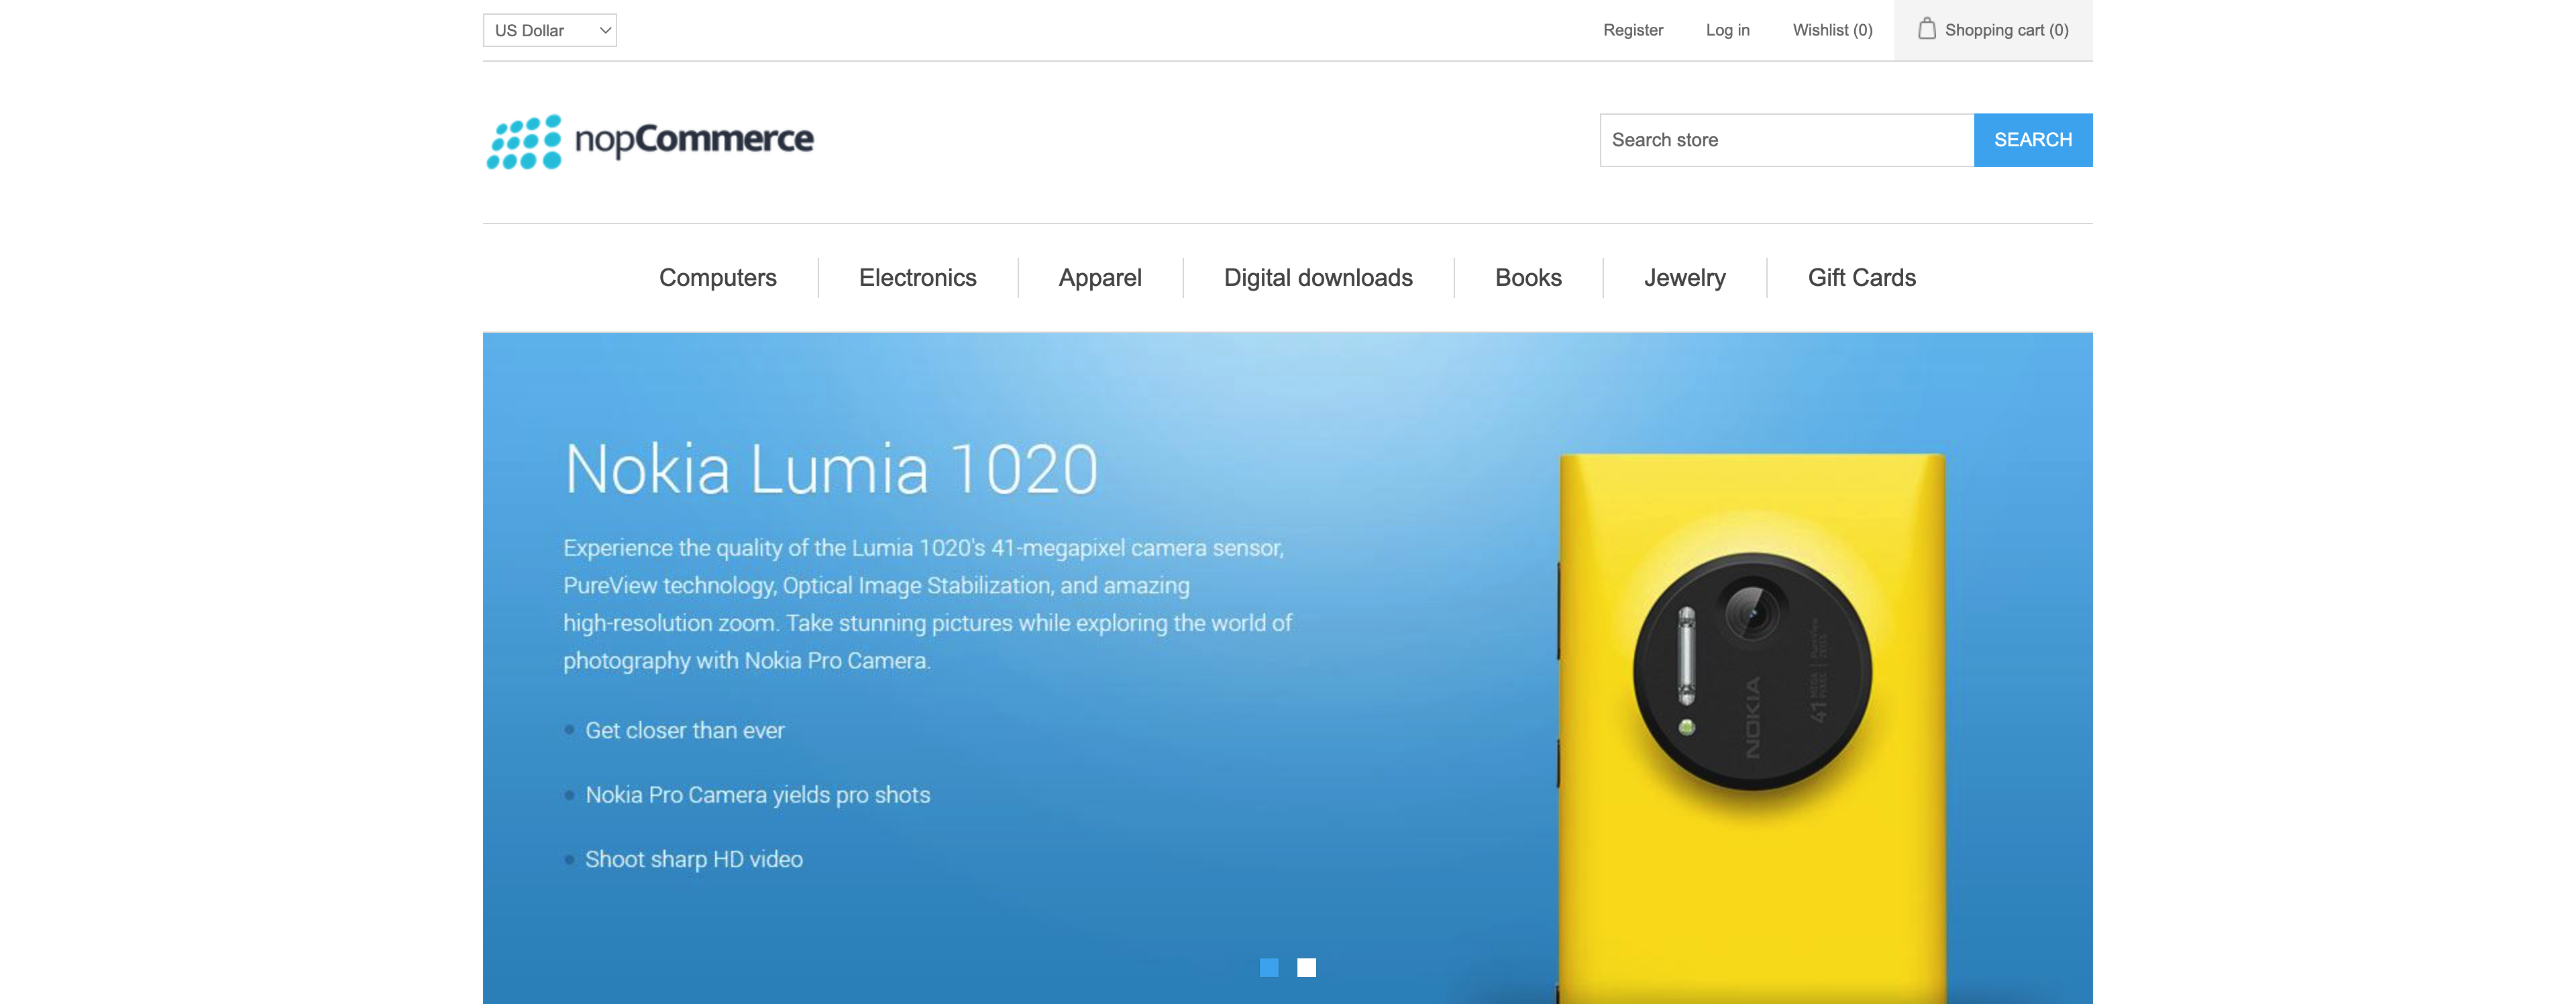 US Dollar
Register
Log in
Wishlist (0)
Shopping cart (0)
nopCommerce
Search store
SEARCH
Computers
Electronics
Apparel
Digital downloads
Books
Jewelry
Gift Cards
Nokia Lumia 1020
Experience the quality of the Lumia 1020's 41-megapixel camera sensor,
PureView technology, Optical Image Stabilization, and amazing
high-resolution zoom. Take stunning pictures while exploring the world of
photography with Nokia Pro Camera.
Get closer than ever
Nokia Pro Camera yields pro shots
Shoot sharp HD video
NOKIA
41 MEGA PIXEL
PureView